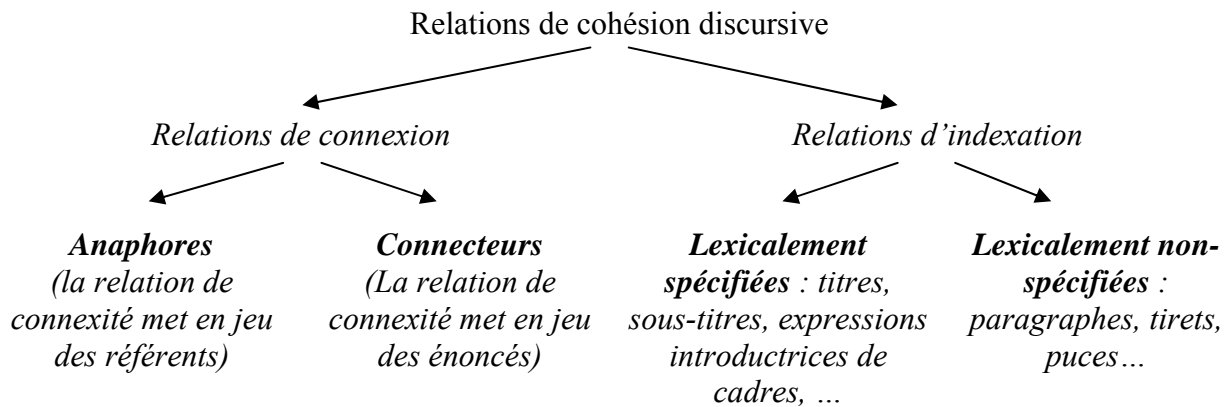 Relations de cohésion discursive
Relations de connexion
Relations d’indexation
Anaphores
(la relation de
connexité met en jeu
des référents)
Connecteurs
(La relation de
connexité met en jeu
des énoncés)
Lexicalement
spécifiées : titres,
sous-titres, expressions
introductrices de
cadres, …
Lexicalement non-
spécifiées :
paragraphes, tirets,
puces…